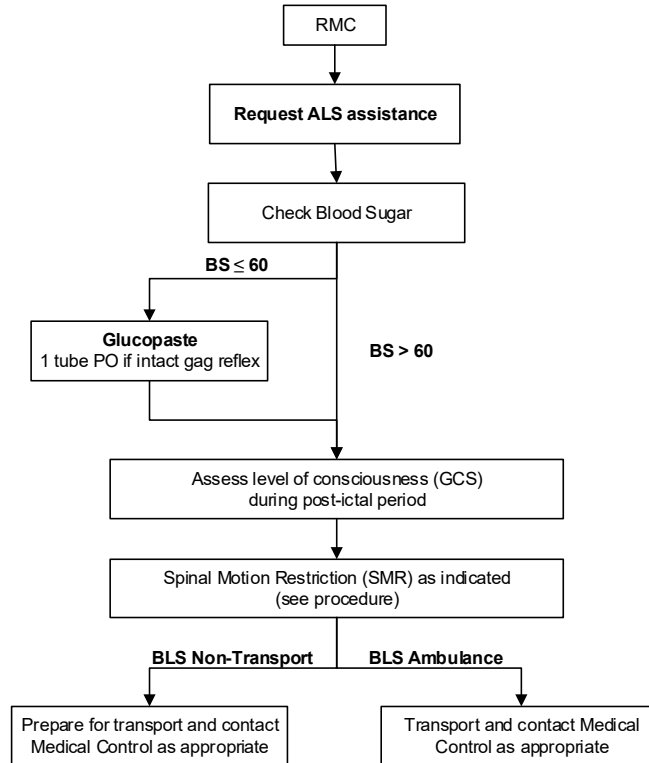 RMC
Request ALS assistance
Check Blood Sugar
BS ≤ 60
Glucopaste
1 tube PO if intact gag reflex
BS > 60
Assess level of consciousness (GCS)
during post-ictal period
Spinal Motion Restriction (SMR) as indicated
(see procedure)
BLS Non-Transport
BLS Ambulance
Prepare for transport and contact
Medical Control as appropriate
Transport and contact Medical
Control as appropriate